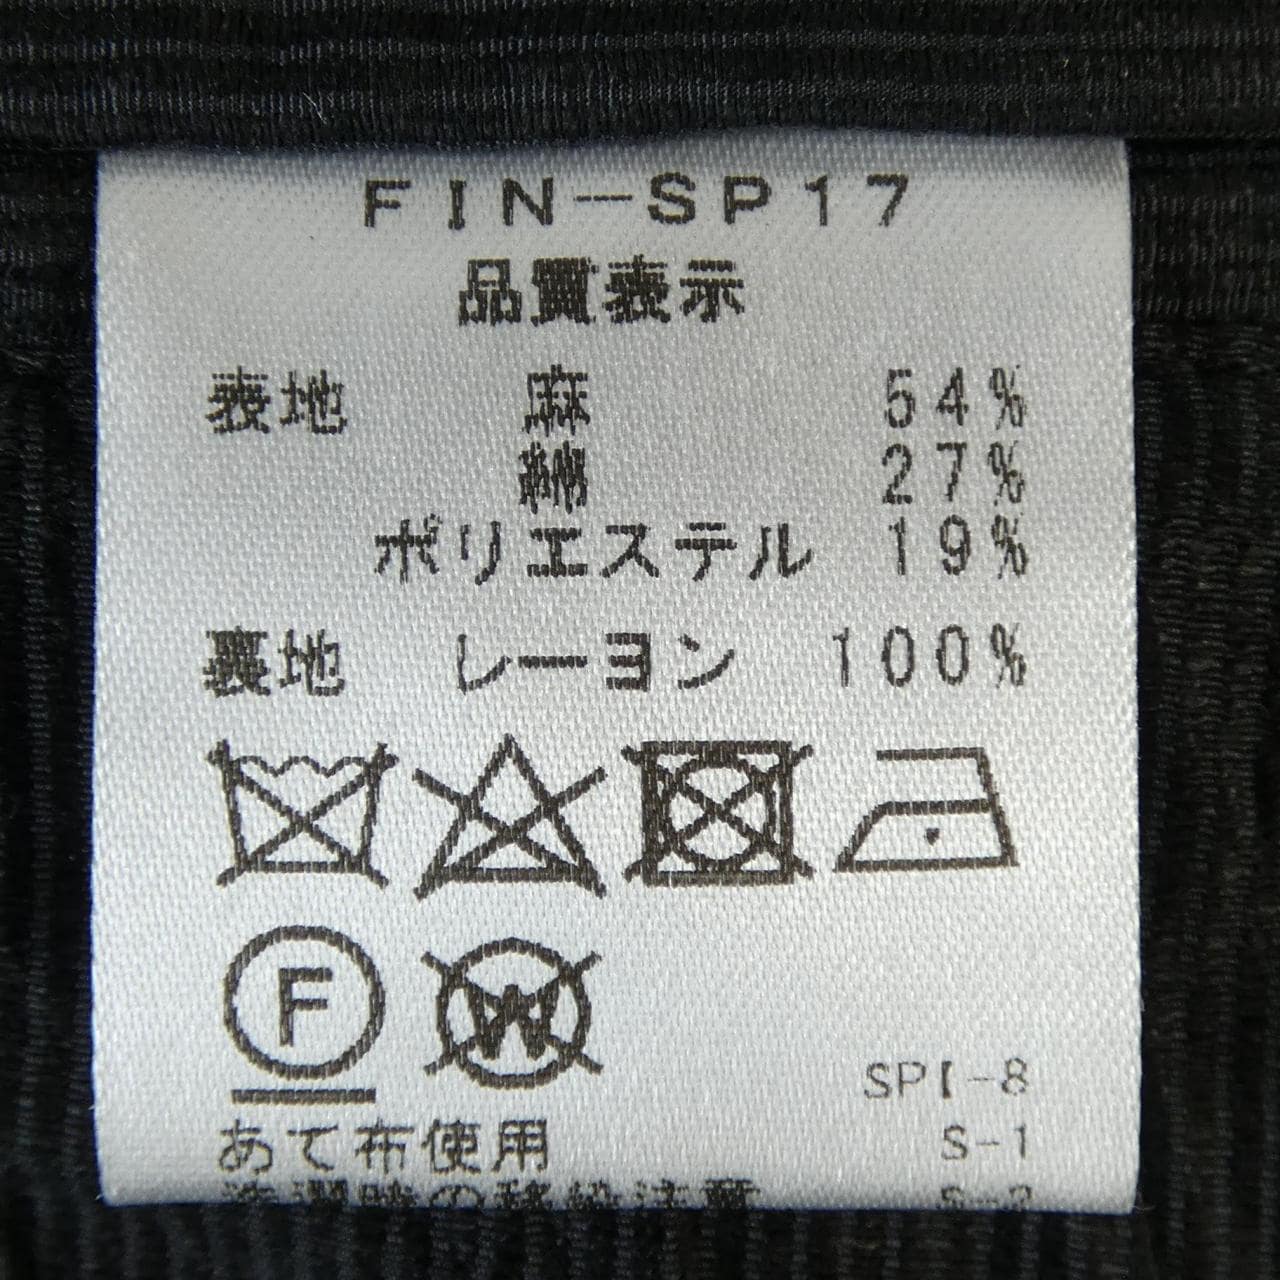 FIN-SP17
品質表示
表地 麻 54%
綿 27%
ポリエステル 19%
裏地 レーヨン 100%
F W
SPI-8
あて布使用 S-1